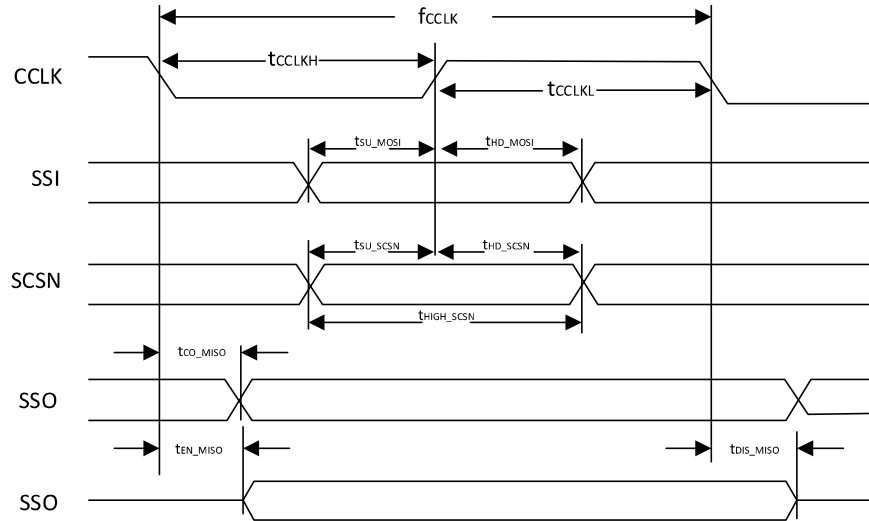 fCCLK
CCLK
tCCLKH
tCCLKL
tSU_MOSI
tHD_MOSI
SSI
tSU_SCSN
tHD_SCSN
SCSN
tHIGH_SCSN
tCO_MISO
SSO
tEN_MISO
tDIS_MISO
SSO